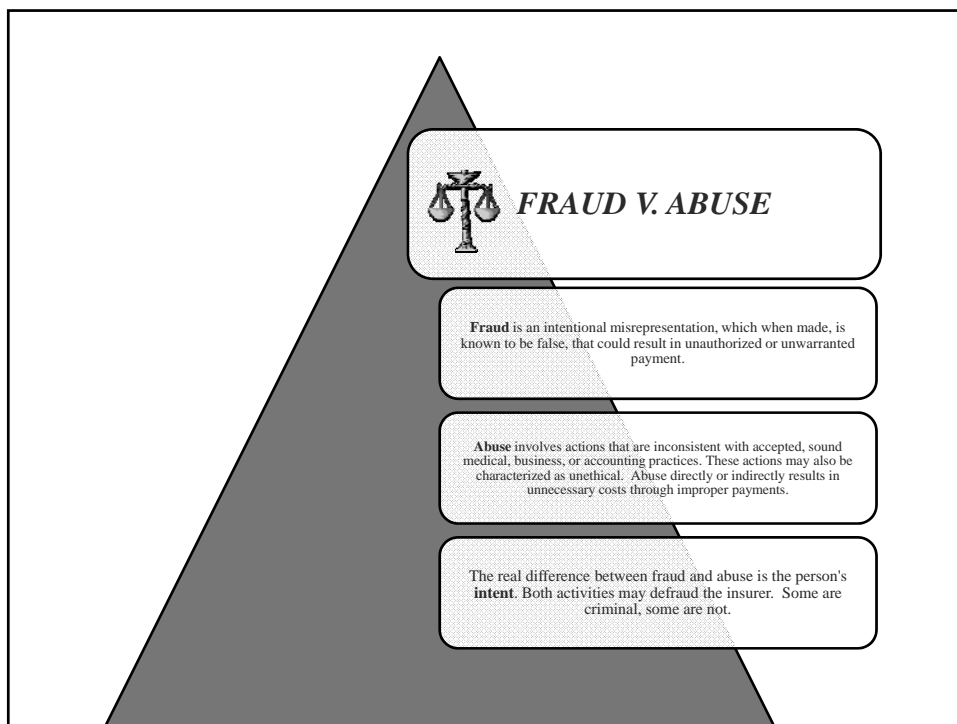 FRAUD V. ABUSE
Fraud is an intentional misrepresentation, which when made, is
known to be false, that could result in unauthorized or unwarranted
payment.
Abuse involves actions that are inconsistent with accepted, sound
medical, business, or accounting practices. These actions may also be
characterized as unethical.  Abuse directly or indirectly results in
unnecessary costs through improper payments.
The real difference between fraud and abuse is the person's
intent. Both activities may defraud the insurer.  Some are
criminal, some are not.